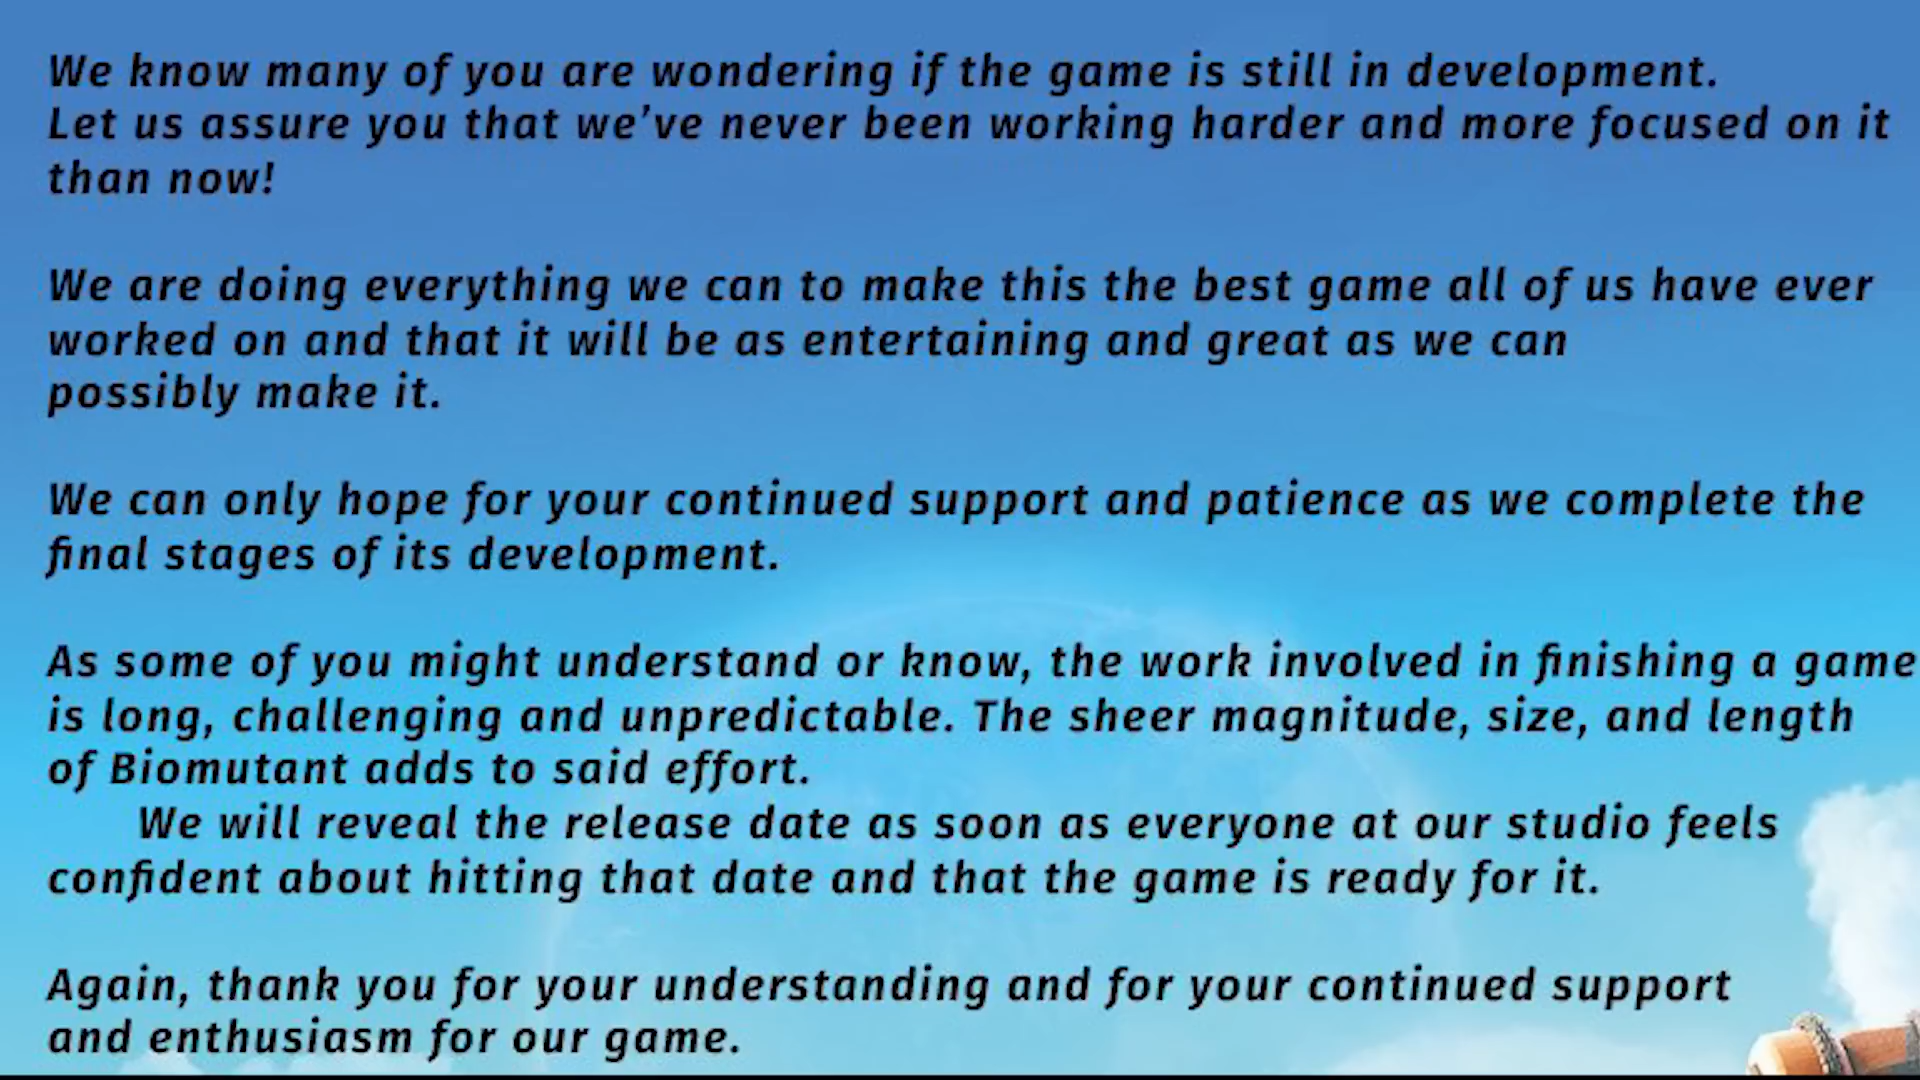 We know many of you are wondering if the game is still in development.
Let us assure you that we’ve never been working harder and more focused on it
than now!
We are doing everything we can to make this the best game all of us have ever
worked on and that it will be as entertaining and great as we can
possibly make it.
We can only hope for your continued support and patience as we complete the
final stages of its development.
As some of you might understand or know, the work involved in finishing a game
is long, challenging and unpredictable. The sheer magnitude, size, and length
of Biomutant adds to said effort.
We will reveal the release date as soon as everyone at our studio feels
confident about hitting that date and that the game is ready for it.
Again, thank you for your understanding and for your continued support
and enthusiasm for our game.